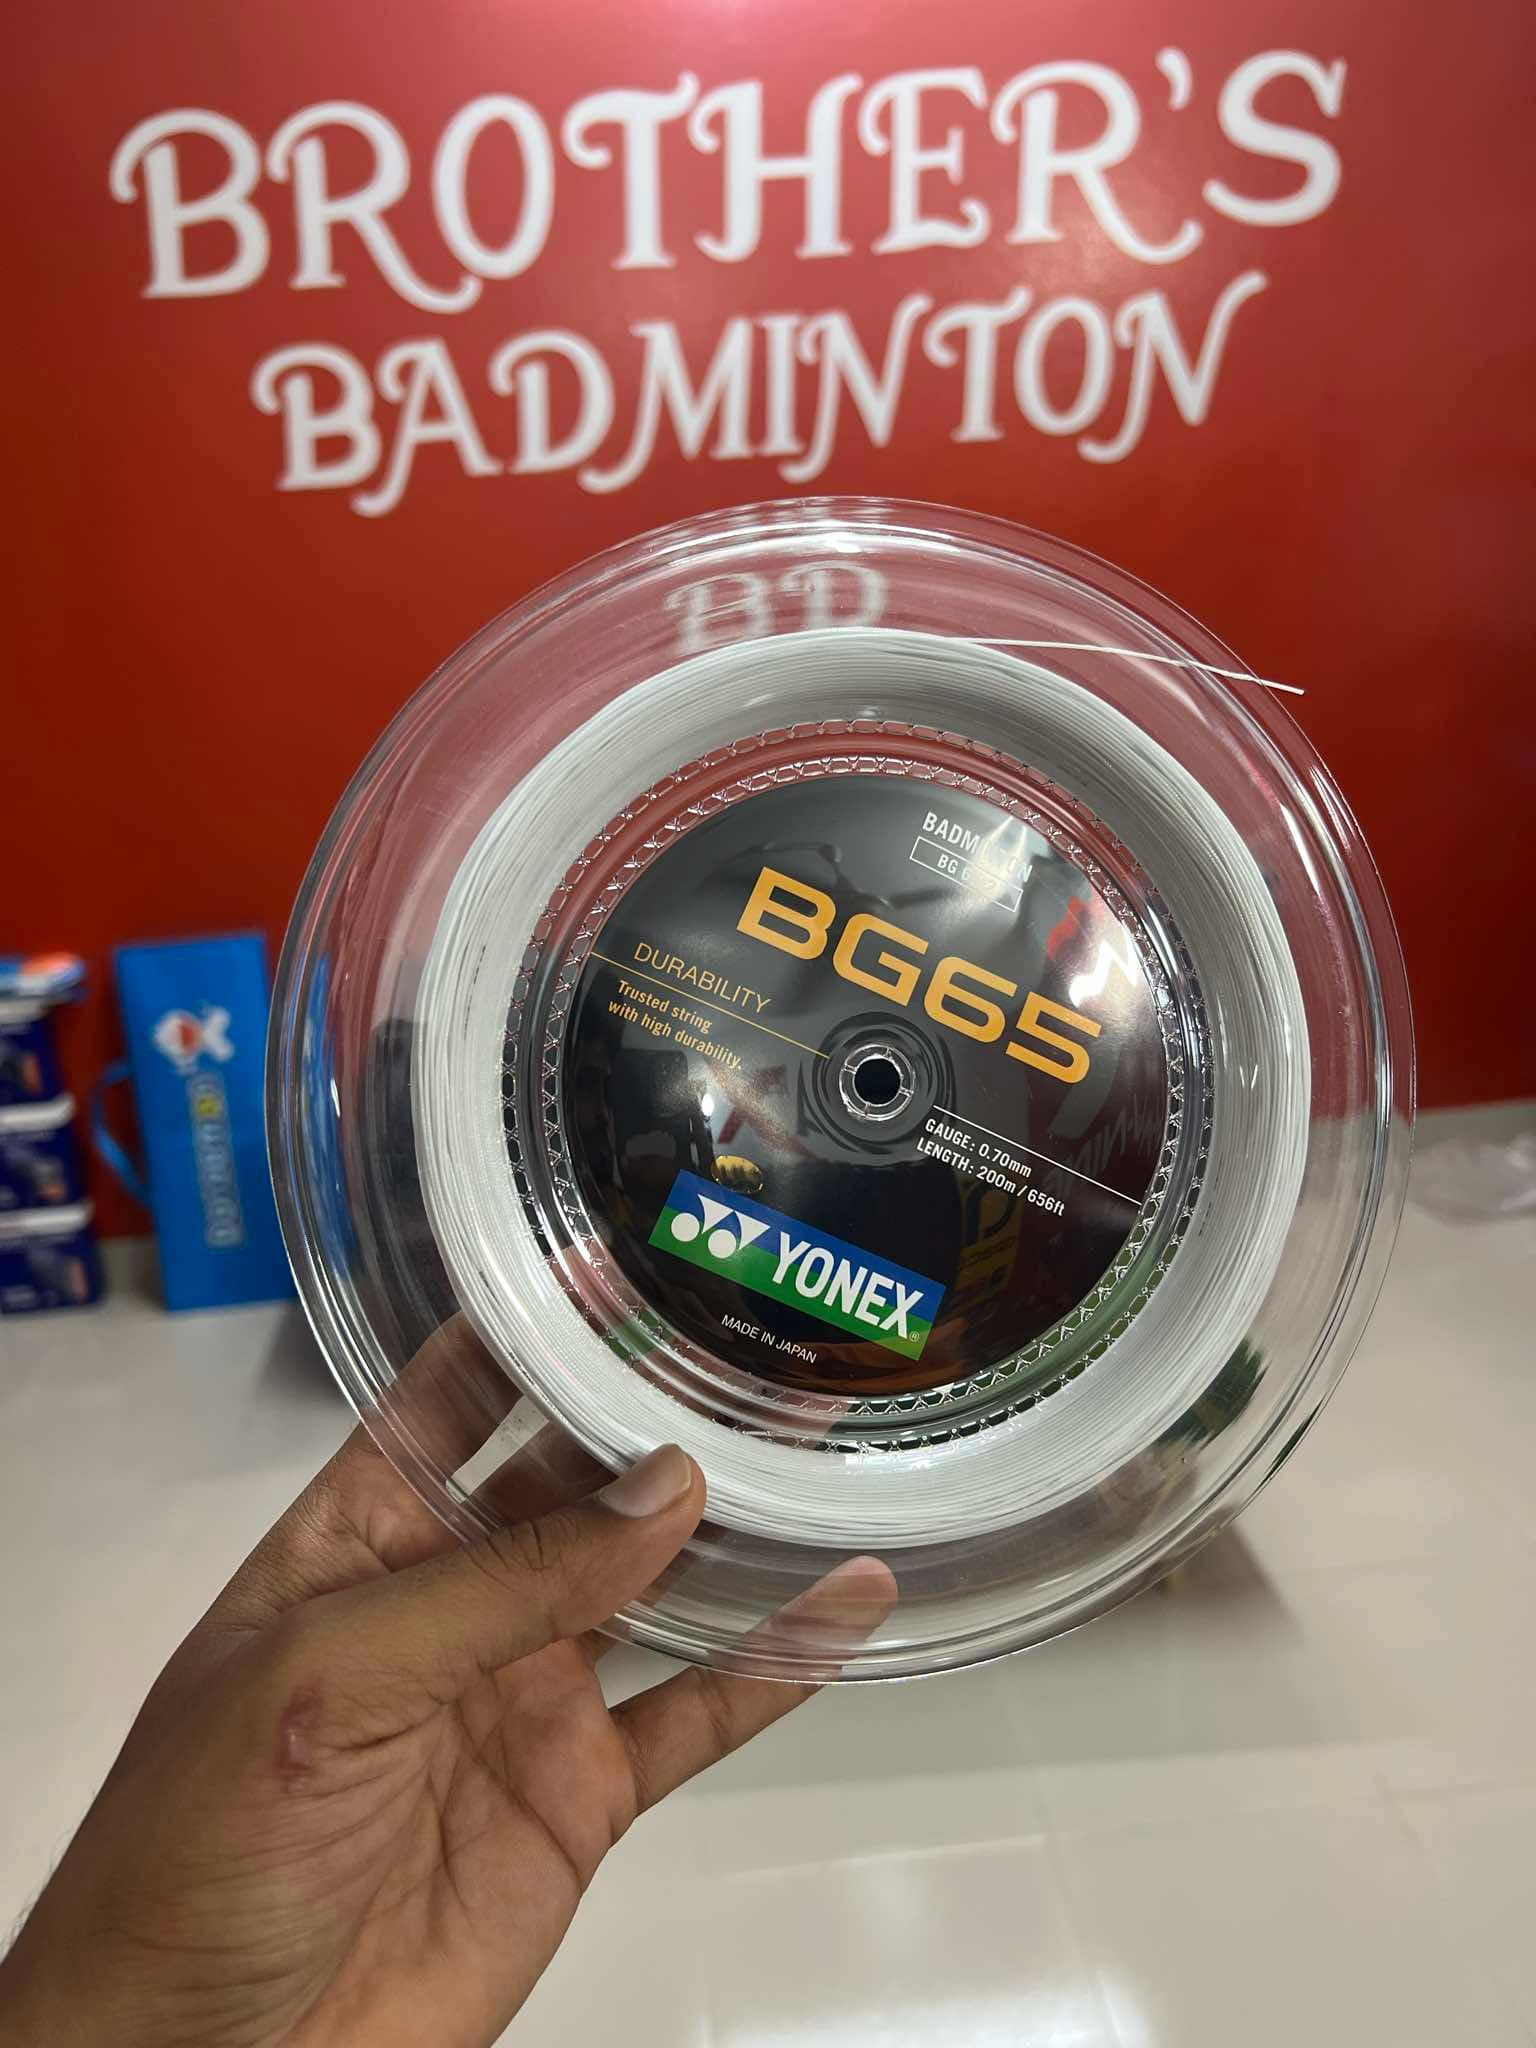 BROTHER'S
BADMINTON
BADMINTON
BG65
DURABILITY
Trusted string
with high durability.
GAUGE: 0.70mm
LENGTH: 200m / 656ft
YONEX®
MADE IN JAPAN